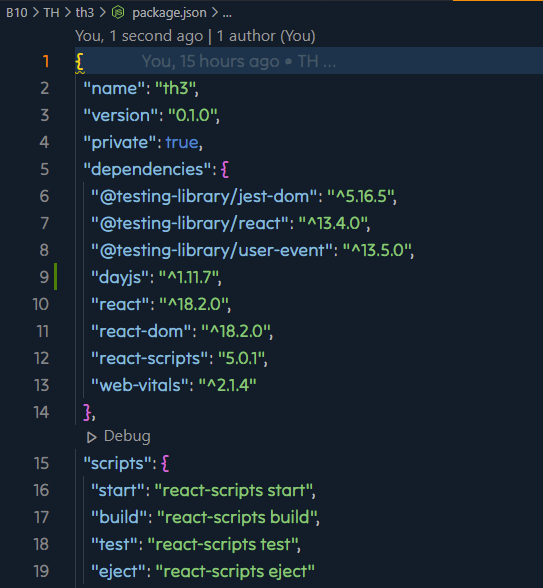 B10 > TH > th3 > package.json > ...
You, 1 second ago | 1 author (You)
1 { You, 15 hours ago • TH ...
2 "name": "th3",
3 "version": "0.1.0",
4 "private": true,
5 "dependencies": {
6 "@testing-library/jest-dom": "^5.16.5",
7 "@testing-library/react": "^13.4.0",
8 "@testing-library/user-event": "^13.5.0",
9 "dayjs": "^1.11.7",
10 "react": "^18.2.0",
11 "react-dom": "^18.2.0",
12 "react-scripts": "5.0.1",
13 "web-vitals": "^2.1.4"
14 },
Debug
15 "scripts": {
16 "start": "react-scripts start",
17 "build": "react-scripts build",
18 "test": "react-scripts test",
19 "eject": "react-scripts eject"